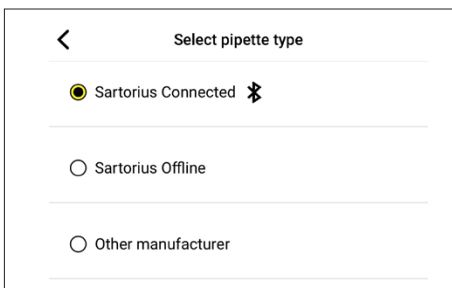 Select pipette type
Sartorius Connected
Sartorius Offline
Other manufacturer